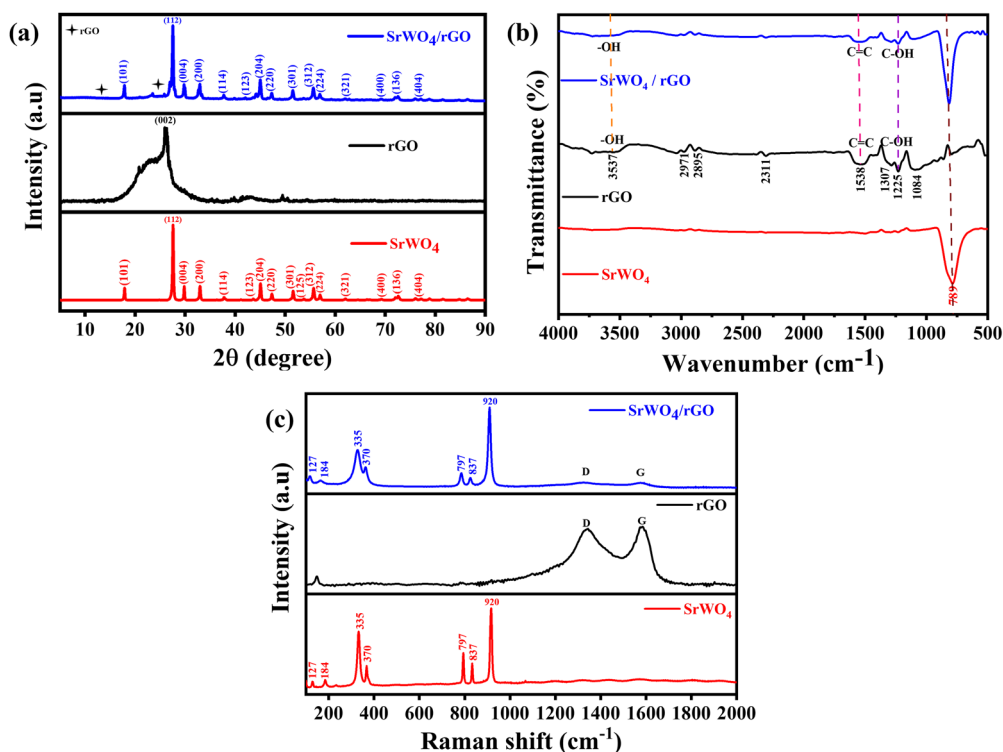 (a)
rGO
(112)
SrWO₄/rGO
(101)
(004)
(200)
(114)
(123)
(204)
(220)
(301)
(312)
(224)
(321)
(400)
(136)
(404)
(002)
rGO
(112)
SrWO₄
(101)
(004)
(200)
(114)
(123)
(204)
(220)
(301)
(125)
(312)
(224)
(321)
(400)
(136)
(404)
Intensity (a.u)
10 20 30 40 50 60 70 80 90
2θ (degree)
(b)
-OH
C=C
C-OH
SrWO₄ / rGO
-OH
C=C
C-OH
3537
2971
2895
2311
1538
1307
1225
1084
rGO
SrWO₄
789
Transmittance (%)
4000 3500 3000 2500 2000 1500 1000 500
Wavenumber (cm⁻¹)
(c)
920
SrWO₄/rGO
127
184
335
370
797
837
D
G
rGO
D
G
920
SrWO₄
127
184
335
370
797
837
Intensity (a.u)
200 400 600 800 1000 1200 1400 1600 1800 2000
Raman shift (cm⁻¹)